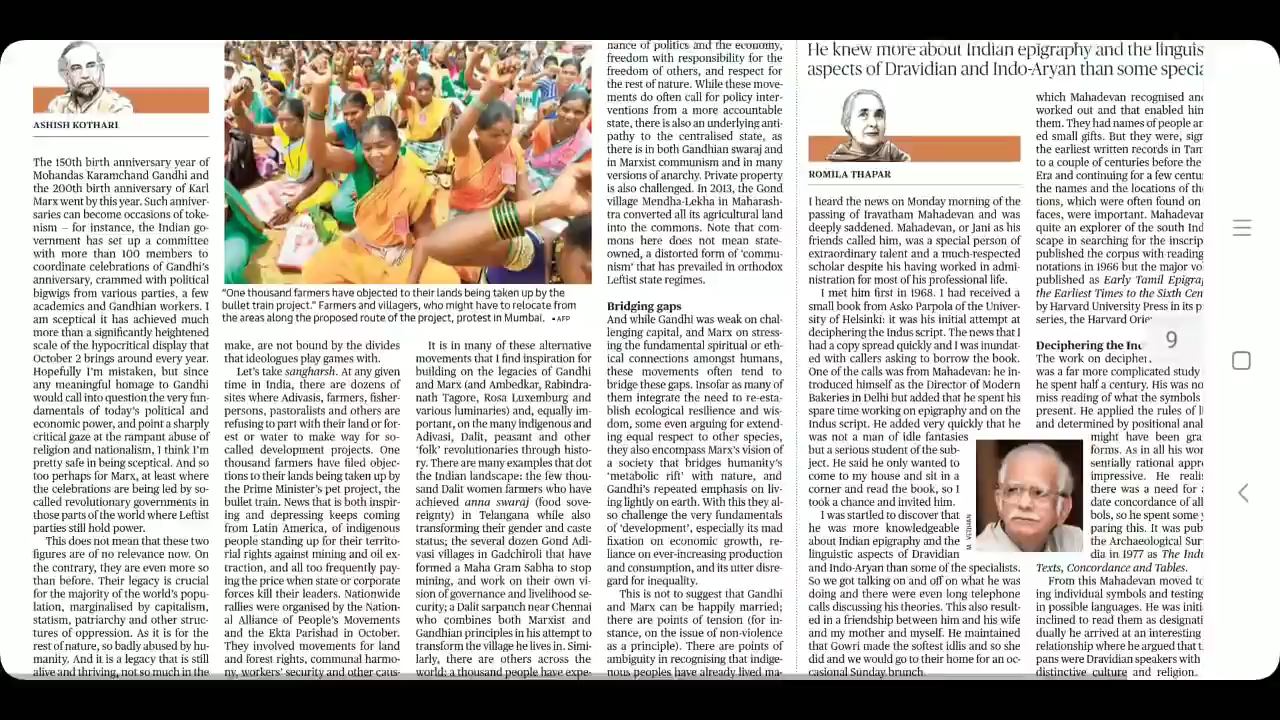 ASHISH KOTHARI
The 150th birth anniversary year of
Mohandas Karamchand Gandhi and
the 200th birth anniversary of Karl
Marx went by this year. Such anniver-
saries can become occasions of toke-
nism – for instance, the Indian go-
vernment has set up a committee
with more than 100 members to
coordinate celebrations of Gandhi's
anniversary, crammed with political
bigwigs from various parties, a few
academics and Gandhian workers. I
am sceptical it has achieved much
more than a significantly heightened
scale of the hypocritical display that
October 2 brings around every year.
Hopefully I'm mistaken, but since
any meaningful homage to Gandhi
would call into question the very fun-
damentals of today's political and
economic power, and point a sharply
critical gaze at the rampant abuse of
religion and nationalism, I think I'm
pretty safe in being sceptical. And so
too perhaps for Marx, at least where
the celebrations are being led by so-
called revolutionary governments in
those parts of the world where Leftist
parties still hold power.
This does not mean that these two
figures are of no relevance now. On
the contrary, they are even more so
than before. Their legacy is crucial
for the majority of the world's popu-
lation, marginalised by capitalism,
statism, patriarchy and other struc-
tures of oppression. As it is for the
rest of nature, so badly abused by hu-
manity. And it is a legacy that is still
alive and thriving, not so much in the
"One thousand farmers have objected to their lands being taken up by the
bullet train project." Farmers and villagers, who might have to relocate from
the areas along the proposed route of the project, protest in Mumbai. • AFP
make, are not bound by the divides
that ideologues play games with.
Let's take sangharsh. At any given
time in India, there are dozens of
sites where Adivasis, farmers, fisher-
persons, pastoralists and others are
refusing to part with their land or for-
est or water to make way for so-
called development projects. One
thousand farmers have filed objec-
tions to their lands being taken up by
the Prime Minister's pet project, the
bullet train. News that is both inspir-
ing and depressing keeps coming
from Latin America, of indigenous
people standing up for their territo-
rial rights against mining and oil ex-
traction, and all too frequently pay-
ing the price when state or corporate
forces kill their leaders. Nationwide
rallies were organised by the Nation-
al Alliance of People's Movements
and the Ekta Parishad in October.
They involved movements for land
and forest rights, communal harmo-
ny, workers' security and other caus-
It is in many of these alternative
movements that I find inspiration for
building on the legacies of Gandhi
and Marx (and Ambedkar, Rabindra-
nath Tagore, Rosa Luxemburg and
various luminaries) and, equally im-
portant, on the many indigenous and
Adivasi, Dalit, peasant and other
'folk' revolutionaries through histo-
ry. There are many examples that dot
the Indian landscape: the few thou-
sand Dalit women farmers who have
achieved anna swaraj (food sove-
reignty) in Telangana while also
transforming their gender and caste
status; the several dozen Gond Adi-
vasi villages in Gadchiroli that have
formed a Maha Gram Sabha to stop
mining, and work on their own vi-
sion of governance and livelihood se-
curity; a Dalit sarpanch near Chennai
who combines both Marxist and
Gandhian principles in his attempt to
transform the village he lives in. Simi-
larly, there are others across the
world: a thousand people have expe-
nance of politics and the economy,
freedom with responsibility for the
freedom of others, and respect for
the rest of nature. While these move-
ments do often call for policy inter-
ventions from a more accountable
state, there is also an underlying anti-
pathy to the centralised state, as
there is in both Gandhian swaraj and
in Marxist communism and in many
versions of anarchy. Private property
is also challenged. In 2013, the Gond
village Mendha-Lekha in Maharash-
tra converted all its agricultural land
into the commons. Note that com-
mons here does not mean state-
owned, a distorted form of 'commu-
nism' that has prevailed in orthodox
Leftist state regimes.
Bridging gaps
And while Gandhi was weak on chal-
lenging capital, and Marx on stress-
ing the fundamental spiritual or eth-
ical connections amongst humans,
these movements often tend to
bridge these gaps. Insofar as many of
them integrate the need to re-estab-
lish ecological resilience and wis-
dom, some even arguing for extend-
ing equal respect to other species,
they also encompass Marx's vision of
a society that bridges humanity's
'metabolic rift' with nature, and
Gandhi's repeated emphasis on liv-
ing lightly on earth. With this they al-
so challenge the very fundamentals
of 'development', especially its mad
fixation on economic growth, re-
liance on ever-increasing production
and consumption, and its utter disre-
gard for inequality.
This is not to suggest that Gandhi
and Marx can be happily married;
there are points of tension (for in-
stance, on the issue of non-violence
as a principle). There are points of
ambiguity in recognising that indige-
nous peoples have already lived ma-
He knew more about Indian epigraphy and the linguis
aspects of Dravidian and Indo-Aryan than some specia
ROMILA THAPAR
I heard the news on Monday morning of the
passing of Iravatham Mahadevan and was
deeply saddened. Mahadevan, or Jani as his
friends called him, was a special person of
extraordinary talent and a much-respected
scholar despite his having worked in admi-
nistration for most of his professional life.
I met him first in 1968. I had received a
small book from Asko Parpola of the Univer-
sity of Helsinki: it was his initial attempt at
deciphering the Indus script. The news that I
had a copy spread quickly and I was inundat-
ed with callers asking to borrow the book.
One of the calls was from Mahadevan: he in-
troduced himself as the Director of Modern
Bakeries in Delhi but added that he spent his
spare time working on epigraphy and on the
Indus script. He added very quickly that he
was not a man of idle fantasies
but a serious student of the sub-
ject. He said he only wanted to
come to my house and sit in a
corner and read the book, so I
took a chance and invited him.
I was startled to discover that
he was more knowledgeable
about Indian epigraphy and the
linguistic aspects of Dravidian
and Indo-Aryan than some of the specialists.
So we got talking on and off on what he was
doing and there were even long telephone
calls discussing his theories. This also result-
ed in a friendship between him and his wife
and my mother and myself. He maintained
that Gowri made the softest idlis and so she
did and we would go to their home for an oc-
casional Sunday brunch.
M. VEDHAN
which Mahadevan recognised and
worked out and that enabled him
them. They had names of people an
ed small gifts. But they were, sign
the earliest written records in Tam
to a couple of centuries before the
Era and continuing for a few centu
the names and the locations of the
tions, which were often found on
faces, were important. Mahadevan
quite an explorer of the south Ind
scape in searching for the inscrip
published the corpus with reading
notations in 1966 but the major vol
published as Early Tamil Epigrap
the Earliest Times to the Sixth Cen
by Harvard University Press in its pr
series, the Harvard Orie
Deciphering the Inc
The work on decipher
was a far more complicated study
he spent half a century. His was no
miss reading of what the symbols
present. He applied the rules of li
and determined by positional anal
might have been gra
forms. As in all his wor
sentially rational appr
impressive. He realis
there was a need for a
date concordance of all
bols, so he spent some y
paring this. It was pub
the Archaeological Sur
dia in 1977 as The Indu
Texts, Concordance and Tables.
From this Mahadevan moved to
ing individual symbols and testing
in possible languages. He was initia
inclined to read them as designati
dually he arrived at an interesting
relationship where he argued that t
pans were Dravidian speakers with
distinctive culture and religion.
9